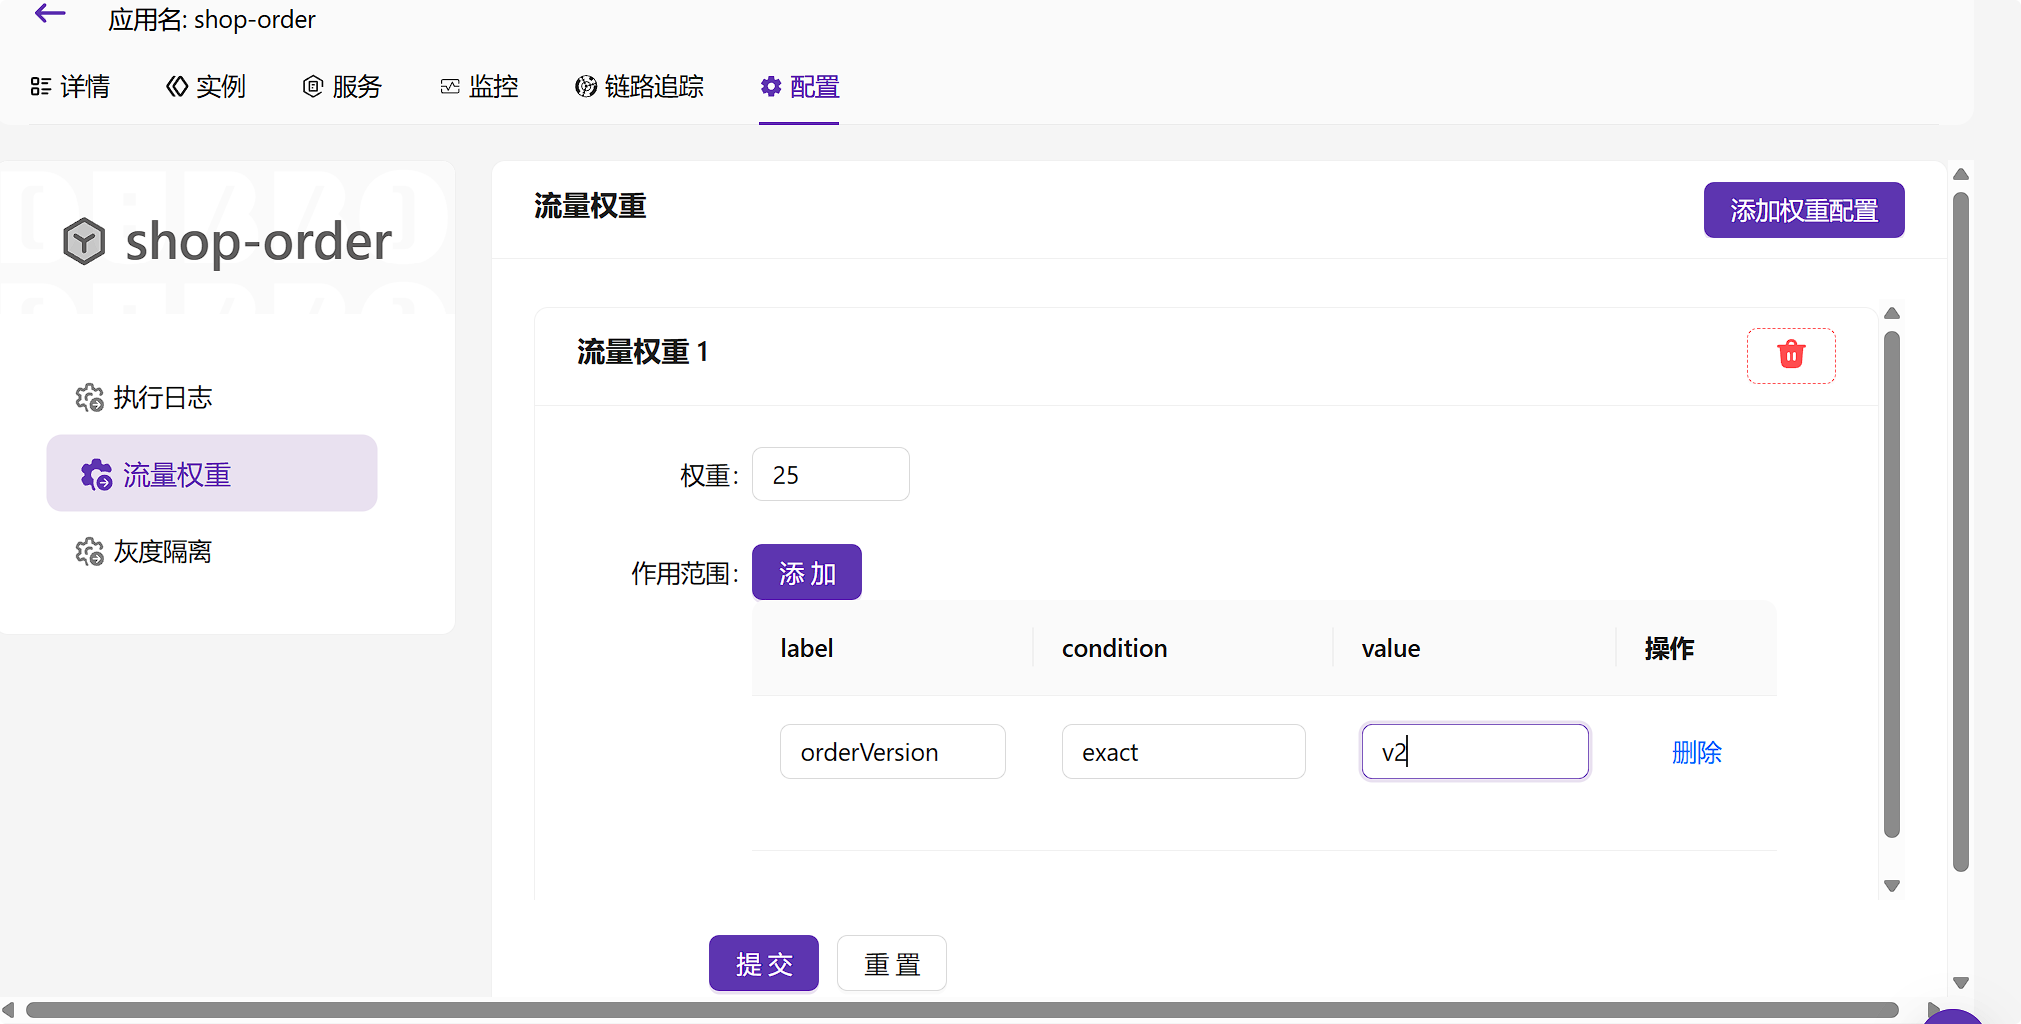 应用名: shop-order
详情 实例 服务 监控 链路追踪 配置
shop-order
执行日志
流量权重
灰度隔离
流量权重
添加权重配置
流量权重 1
权重: 25
作用范围: 添 加
label condition value 操作
orderVersion exact v2 删除
提 交 重 置